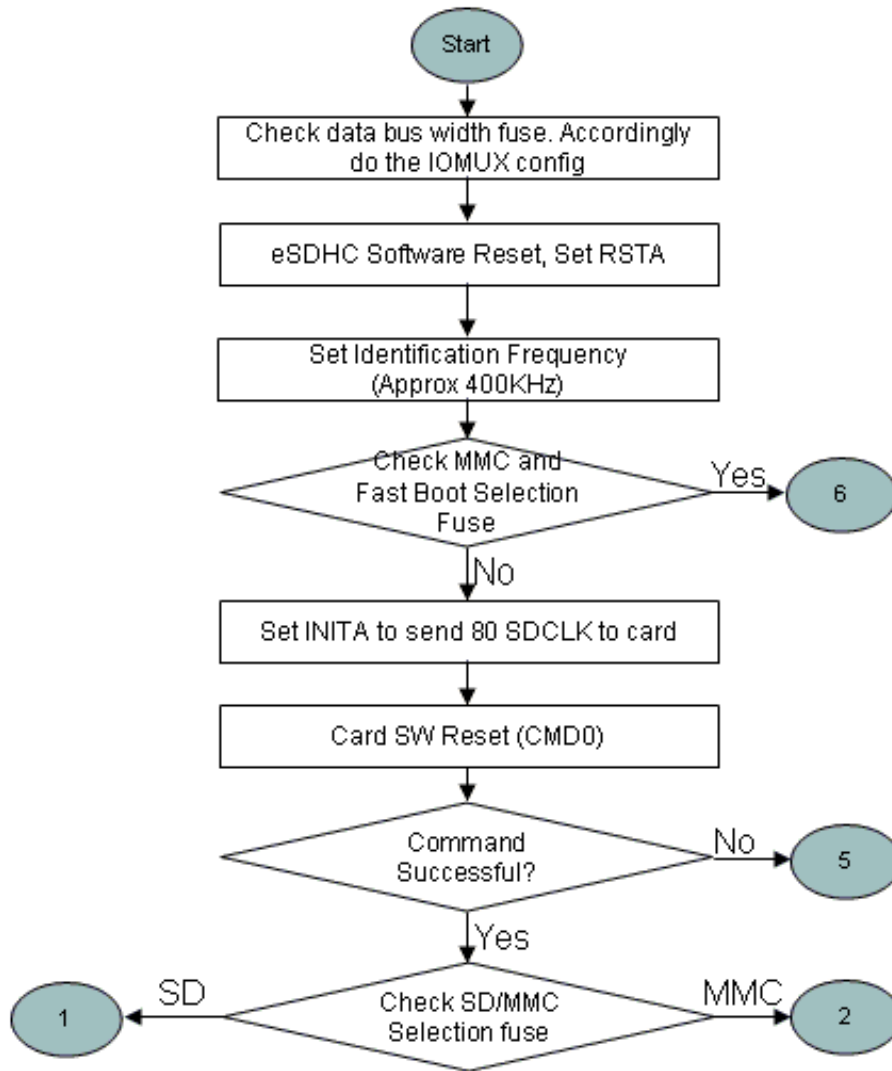 Start
Check data bus width fuse. Accordingly
do the IOMUX config
eSDHC Software Reset, Set RSTA
Set Identification Frequency
(Approx 400KHz)
Check MMC and
Fast Boot Selection
Fuse
Yes
6
No
Set INITA to send 80 SDCLK to card
Card SW Reset (CMD0)
Command
Successful?
No
5
Yes
SD
1
Check SD/MMC
Selection fuse
MMC
2